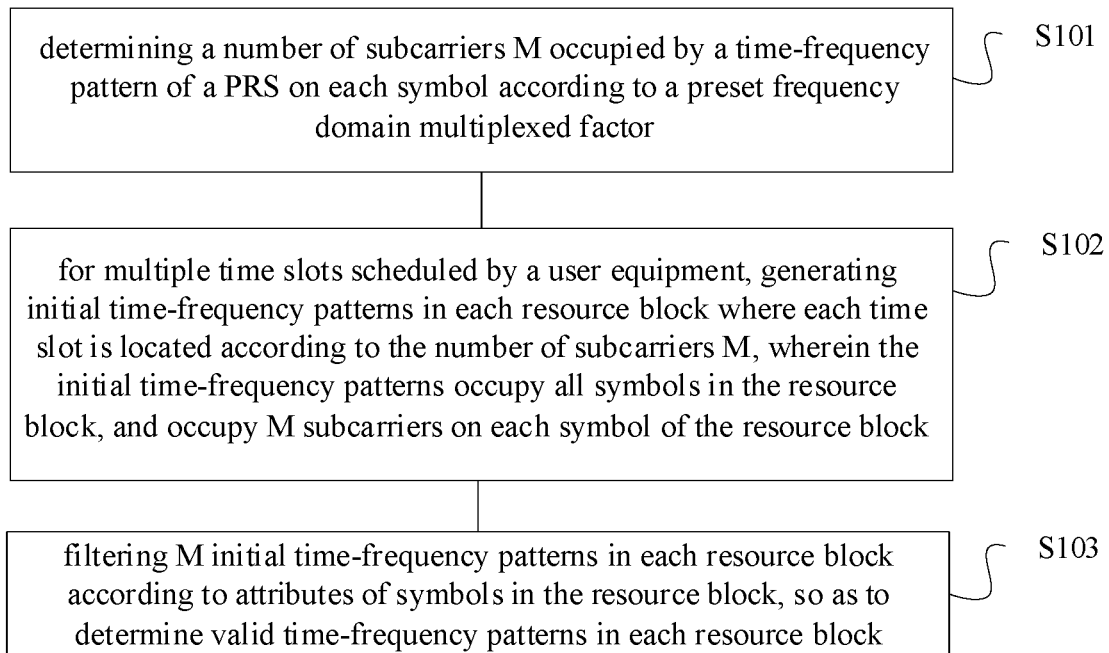 determining a number of subcarriers M occupied by a time-frequency
pattern of a PRS on each symbol according to a preset frequency
domain multiplexed factor
S101
for multiple time slots scheduled by a user equipment, generating
initial time-frequency patterns in each resource block where each time
slot is located according to the number of subcarriers M, wherein the
initial time-frequency patterns occupy all symbols in the resource
block, and occupy M subcarriers on each symbol of the resource block
S102
filtering M initial time-frequency patterns in each resource block
according to attributes of symbols in the resource block, so as to
determine valid time-frequency patterns in each resource block
S103